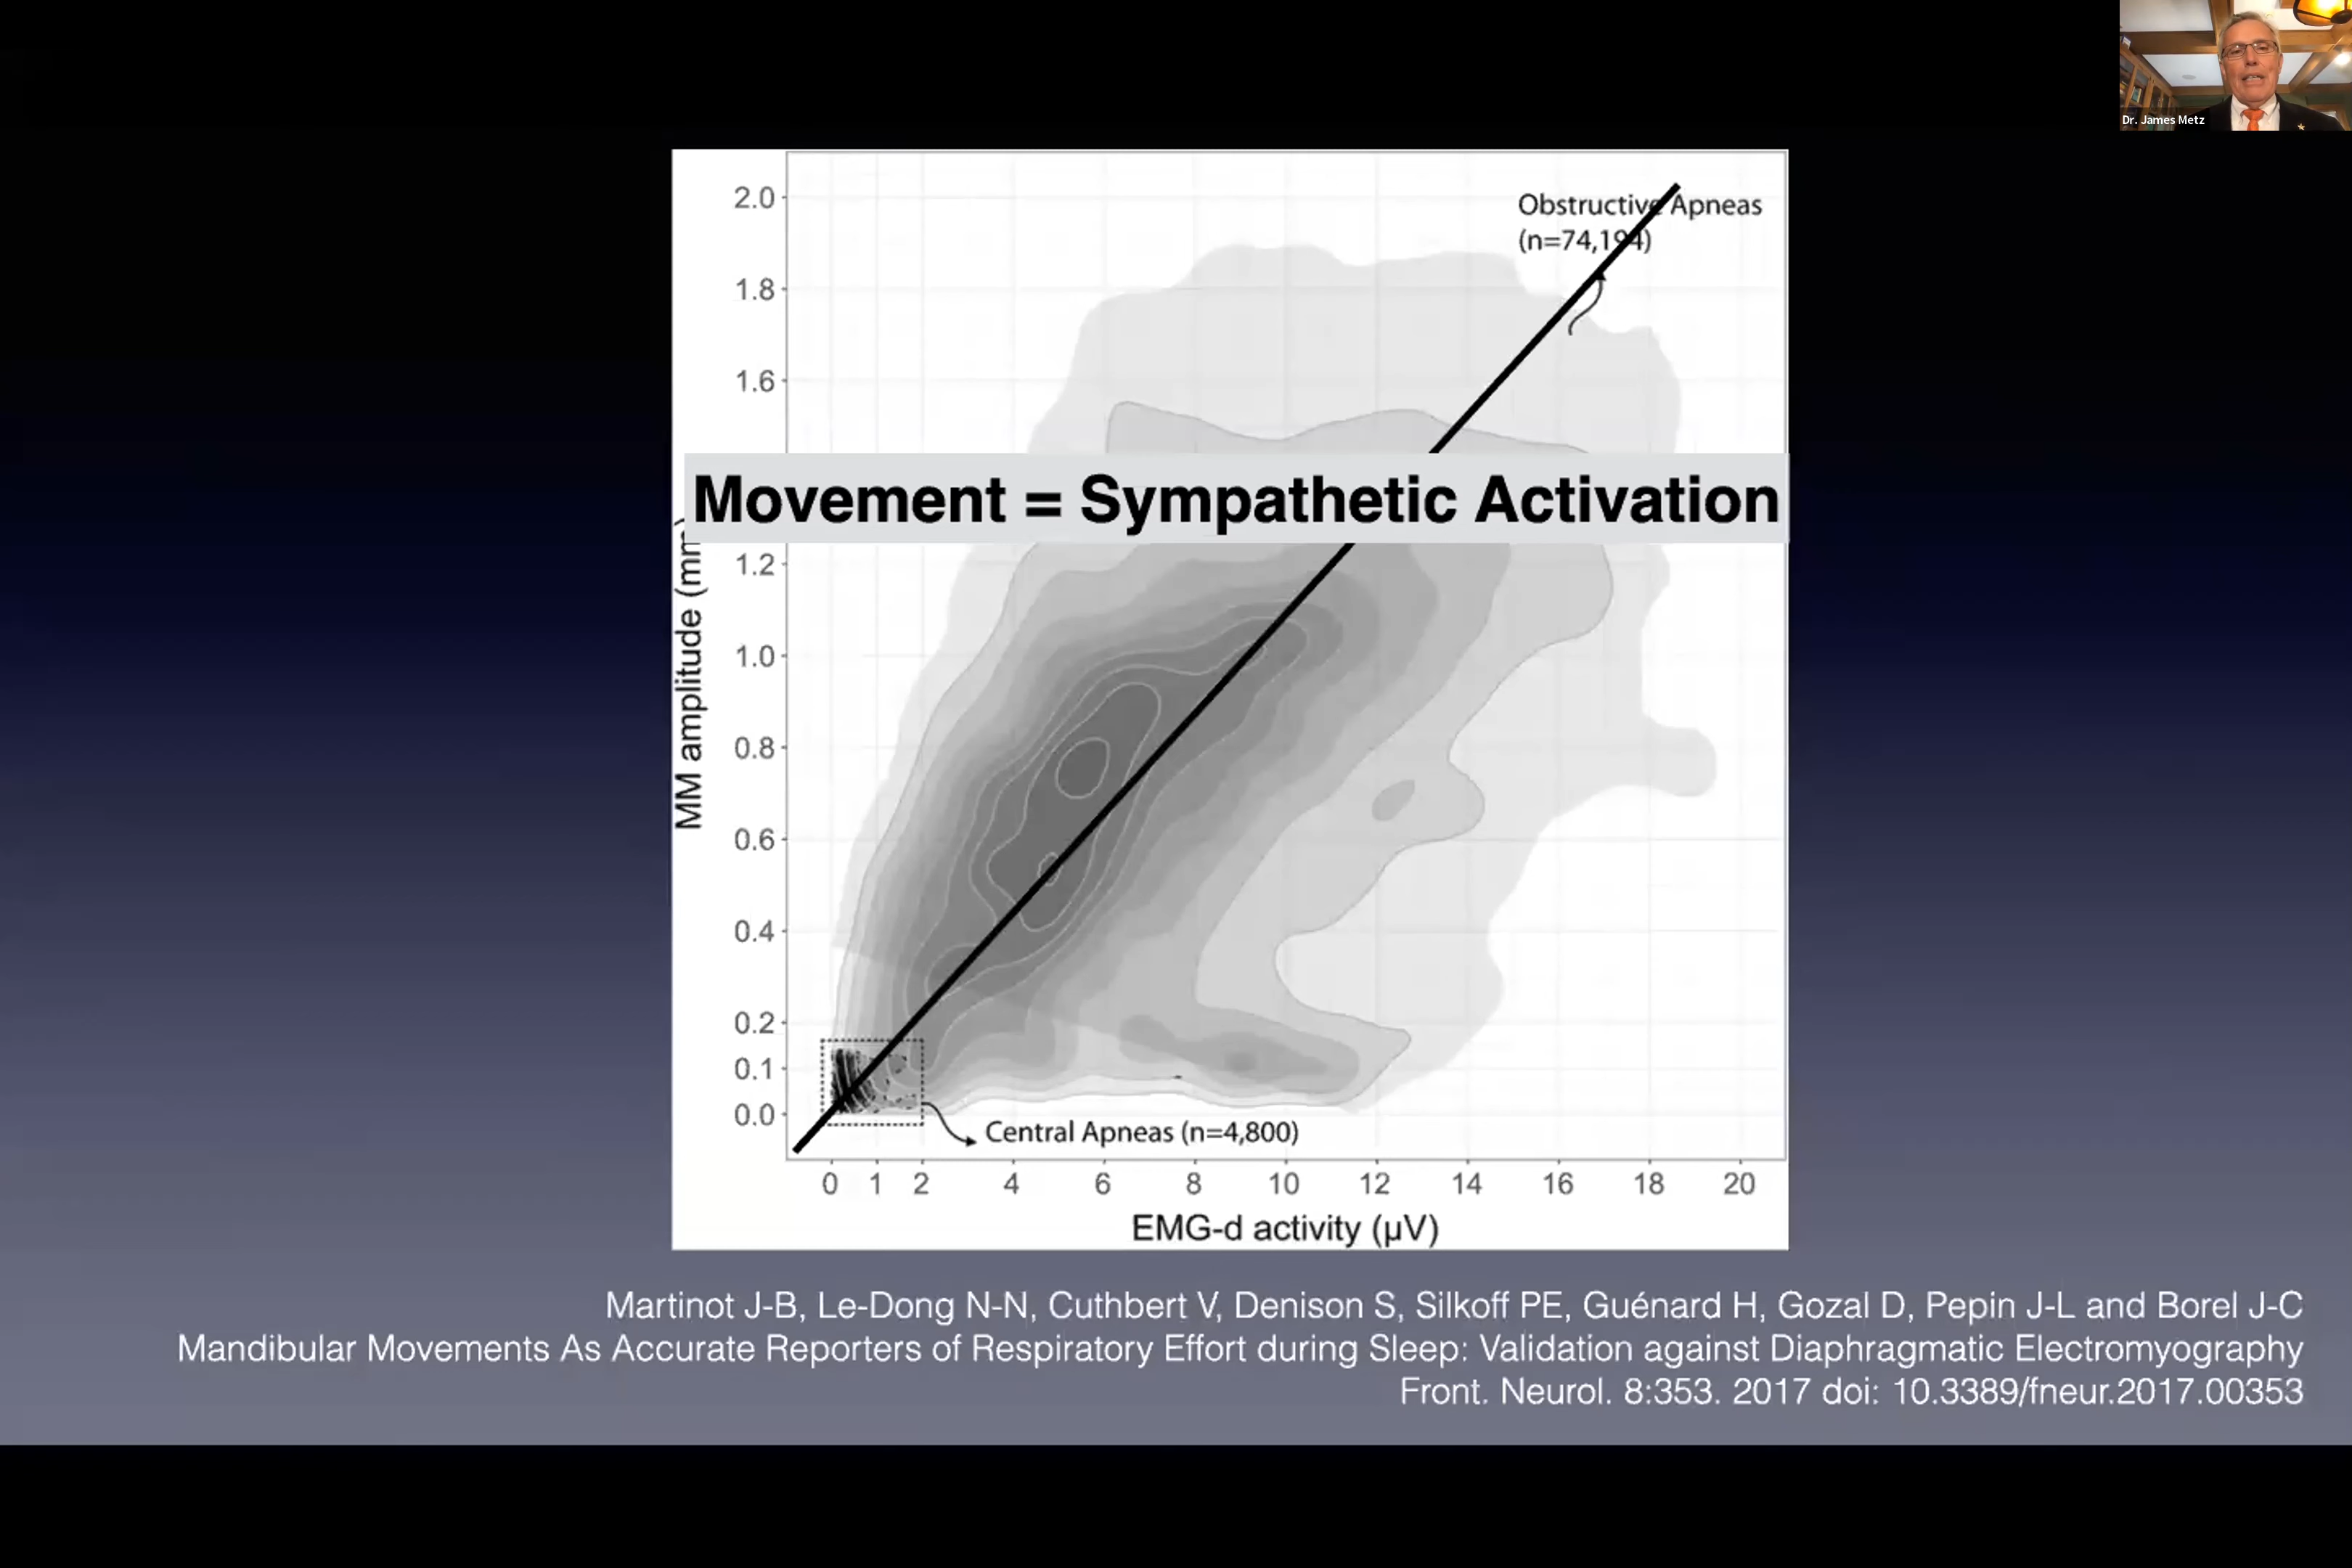 Dr. James Metz
2.0
Obstructive Apneas
(n=74,194)
1.8
1.6
Movement = Sympathetic Activation
1.2
MM amplitude (mm)
1.0
0.8
0.6
0.4
0.2
0.1
0.0
Central Apneas (n=4,800)
0 1 2 4 6 8 10 12 14 16 18 20
EMG-d activity (µV)
Martinot J-B, Le-Dong N-N, Cuthbert V, Denison S, Silkoff PE, Guénard H, Gozal D, Pepin J-L and Borel J-C
Mandibular Movements As Accurate Reporters of Respiratory Effort during Sleep: Validation against Diaphragmatic Electromyography
Front. Neurol. 8:353. 2017 doi: 10.3389/fneur.2017.00353